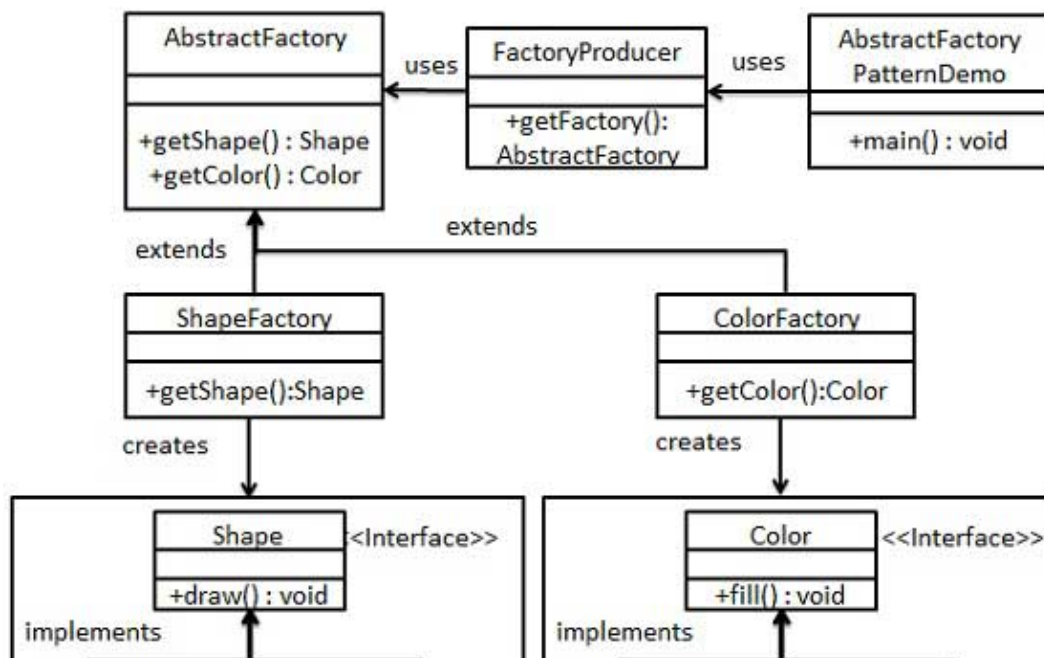 AbstractFactory
+getShape() : Shape
+getColor() : Color
uses
FactoryProducer
+getFactory():
AbstractFactory
uses
AbstractFactory
PatternDemo
+main() : void
extends
extends
ShapeFactory
+getShape():Shape
ColorFactory
+getColor():Color
creates
creates
Shape
<<Interface>>
+draw() : void
implements
Color
<<Interface>>
+fill() : void
implements